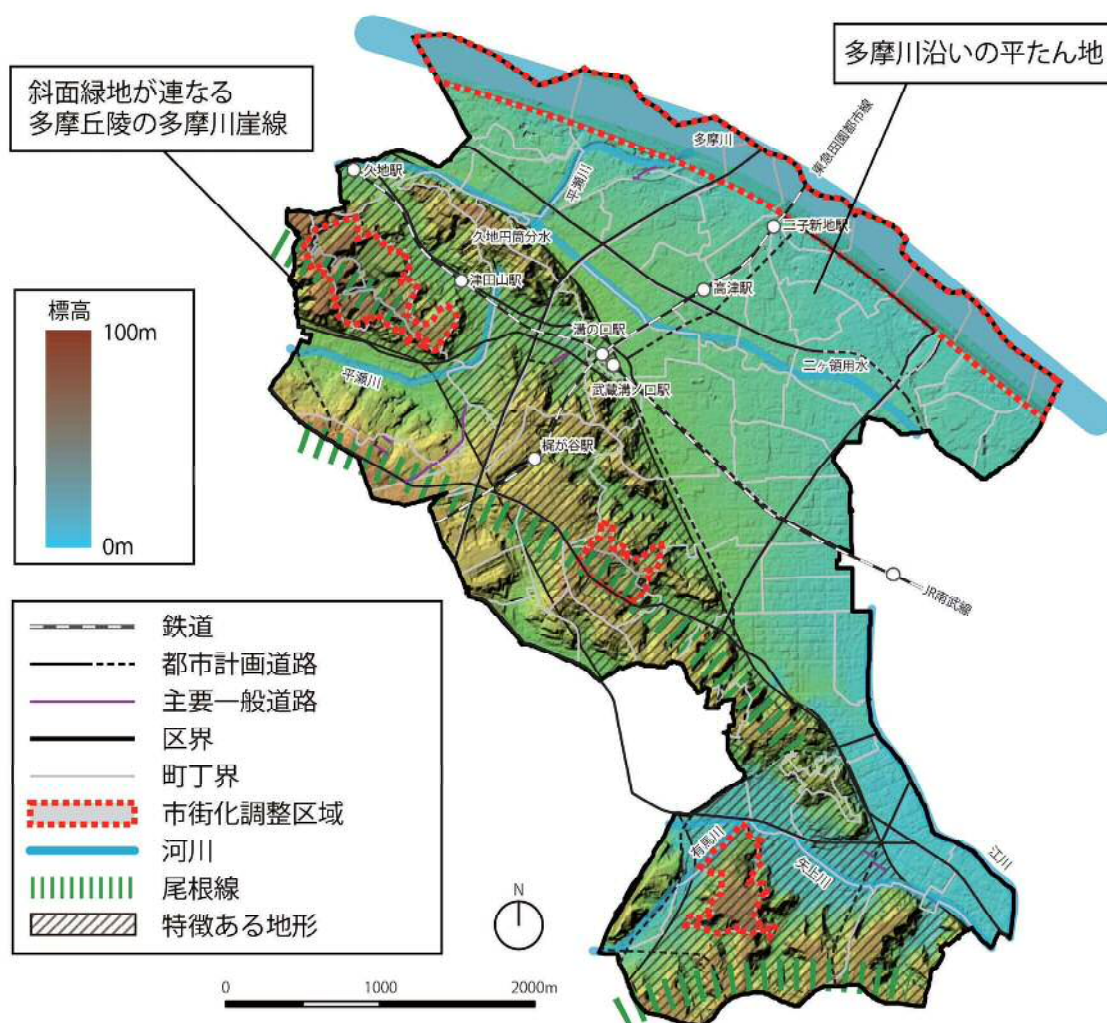 斜面緑地が連なる
多摩丘陵の多摩川崖線
多摩川沿いの平たん地
多摩川
東急田園都市線
久地駅
平瀬川
久地円筒分水
二子新地駅
津田山駅
高津駅
溝の口駅
武蔵溝ノ口駅
二ヶ領用水
平瀬川
梶が谷駅
JR南武線
標高
100m
0m
鉄道
都市計画道路
主要一般道路
区界
町丁界
市街化調整区域
河川
尾根線
特徴ある地形
有馬川
矢上川
江川
N
0
1000
2000m